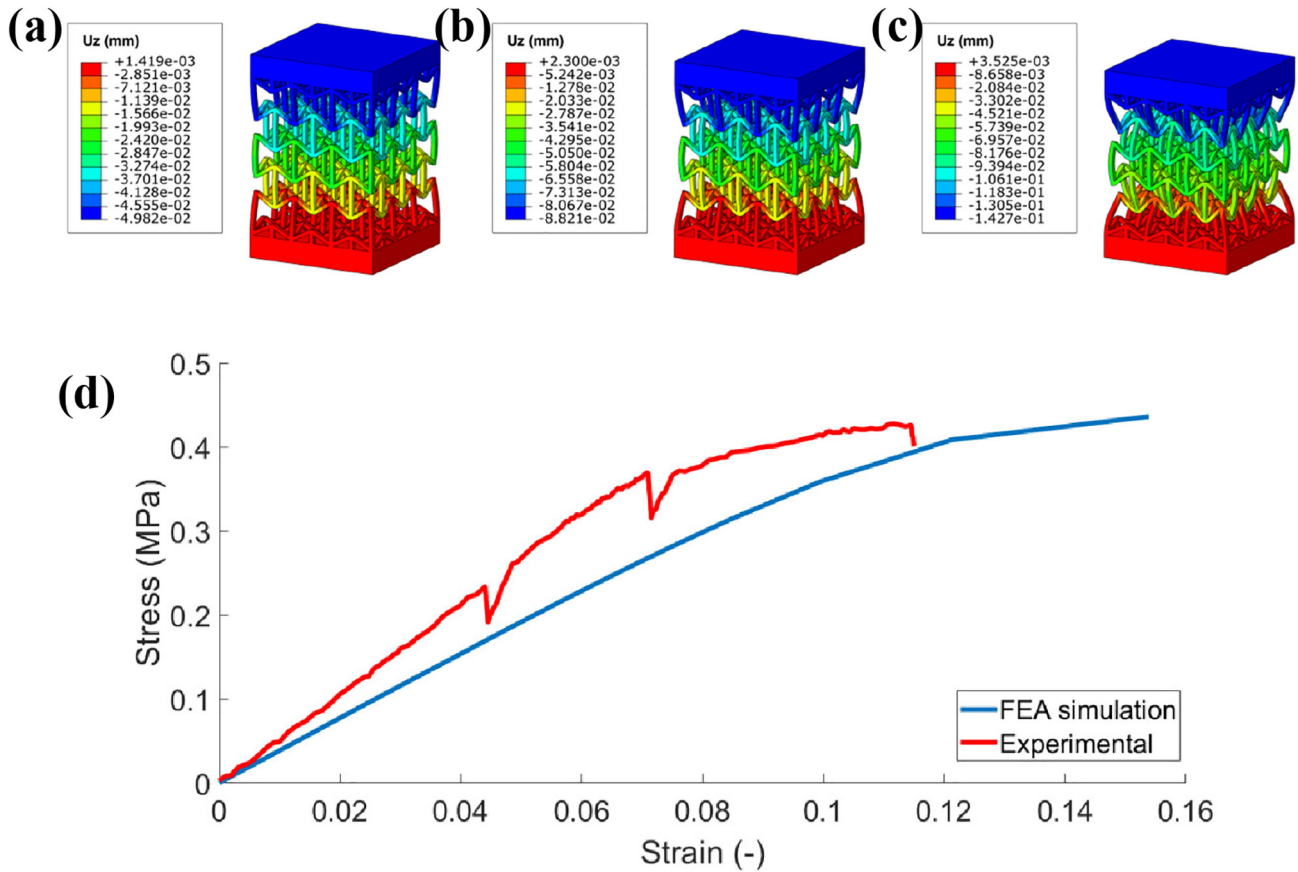 (a)
Uz (mm)
+1.419e-03
-2.851e-03
-7.121e-03
-1.139e-02
-1.566e-02
-1.993e-02
-2.420e-02
-2.847e-02
-3.274e-02
-3.701e-02
-4.128e-02
-4.555e-02
-4.982e-02
(b)
Uz (mm)
+2.300e-03
-5.242e-03
-1.278e-02
-2.033e-02
-2.787e-02
-3.541e-02
-4.295e-02
-5.050e-02
-5.804e-02
-6.558e-02
-7.313e-02
-8.067e-02
-8.821e-02
(c)
Uz (mm)
+3.525e-03
-8.658e-03
-2.084e-02
-3.302e-02
-4.521e-02
-5.739e-02
-6.957e-02
-8.176e-02
-9.394e-02
-1.061e-01
-1.183e-01
-1.305e-01
-1.427e-01
(d)
0.5
0.4
0.3
0.2
0.1
0
Stress (MPa)
0 0.02 0.04 0.06 0.08 0.1 0.12 0.14 0.16
Strain (-)
FEA simulation
Experimental